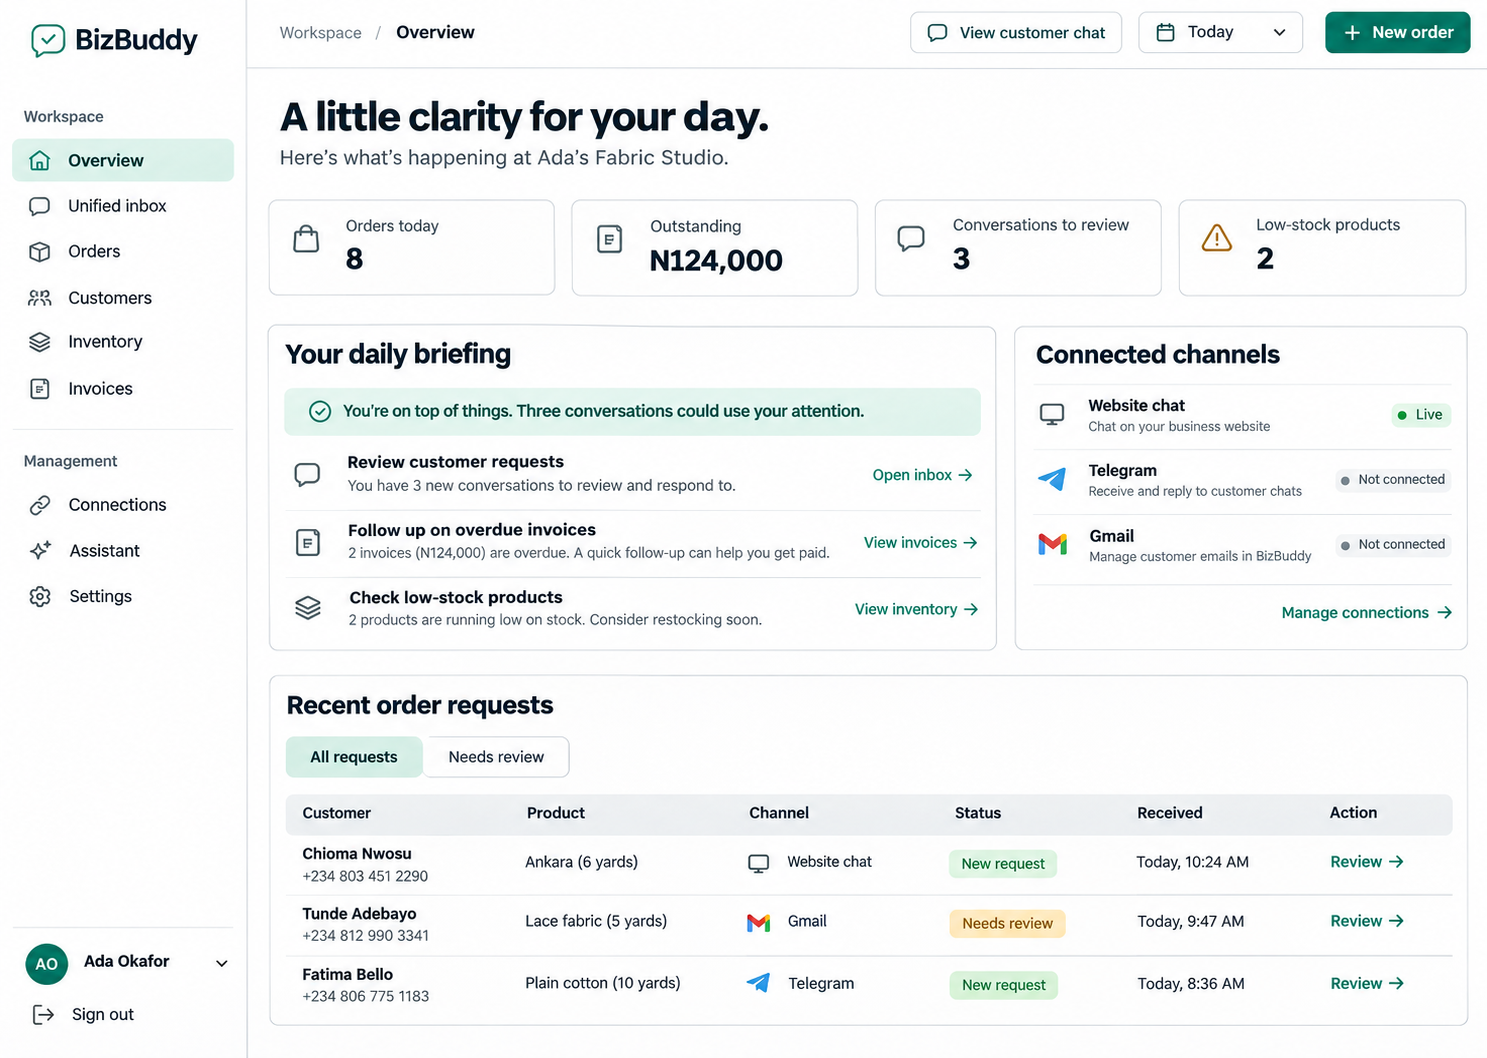 BizBuddy
Workspace / Overview
View customer chat
Today
New order
Workspace
Overview
Unified inbox
Orders
Customers
Inventory
Invoices
Management
Connections
Assistant
Settings
AO
Ada Okafor
Sign out
A little clarity for your day.
Here's what's happening at Ada's Fabric Studio.
Orders today
8
Outstanding
N124,000
Conversations to review
3
Low-stock products
2
Your daily briefing
You're on top of things. Three conversations could use your attention.
Review customer requests
You have 3 new conversations to review and respond to.
Open inbox →
Follow up on overdue invoices
2 invoices (N124,000) are overdue. A quick follow-up can help you get paid.
View invoices →
Check low-stock products
2 products are running low on stock. Consider restocking soon.
View inventory →
Connected channels
Website chat
Chat on your business website
Live
Telegram
Receive and reply to customer chats
Not connected
Gmail
Manage customer emails in BizBuddy
Not connected
Manage connections →
Recent order requests
All requests
Needs review
Customer Product Channel Status Received Action
Chioma Nwosu
+234 803 451 2290
Ankara (6 yards)
Website chat
New request
Today, 10:24 AM
Review →
Tunde Adebayo
+234 812 990 3341
Lace fabric (5 yards)
Gmail
Needs review
Today, 9:47 AM
Review →
Fatima Bello
+234 806 775 1183
Plain cotton (10 yards)
Telegram
New request
Today, 8:36 AM
Review →